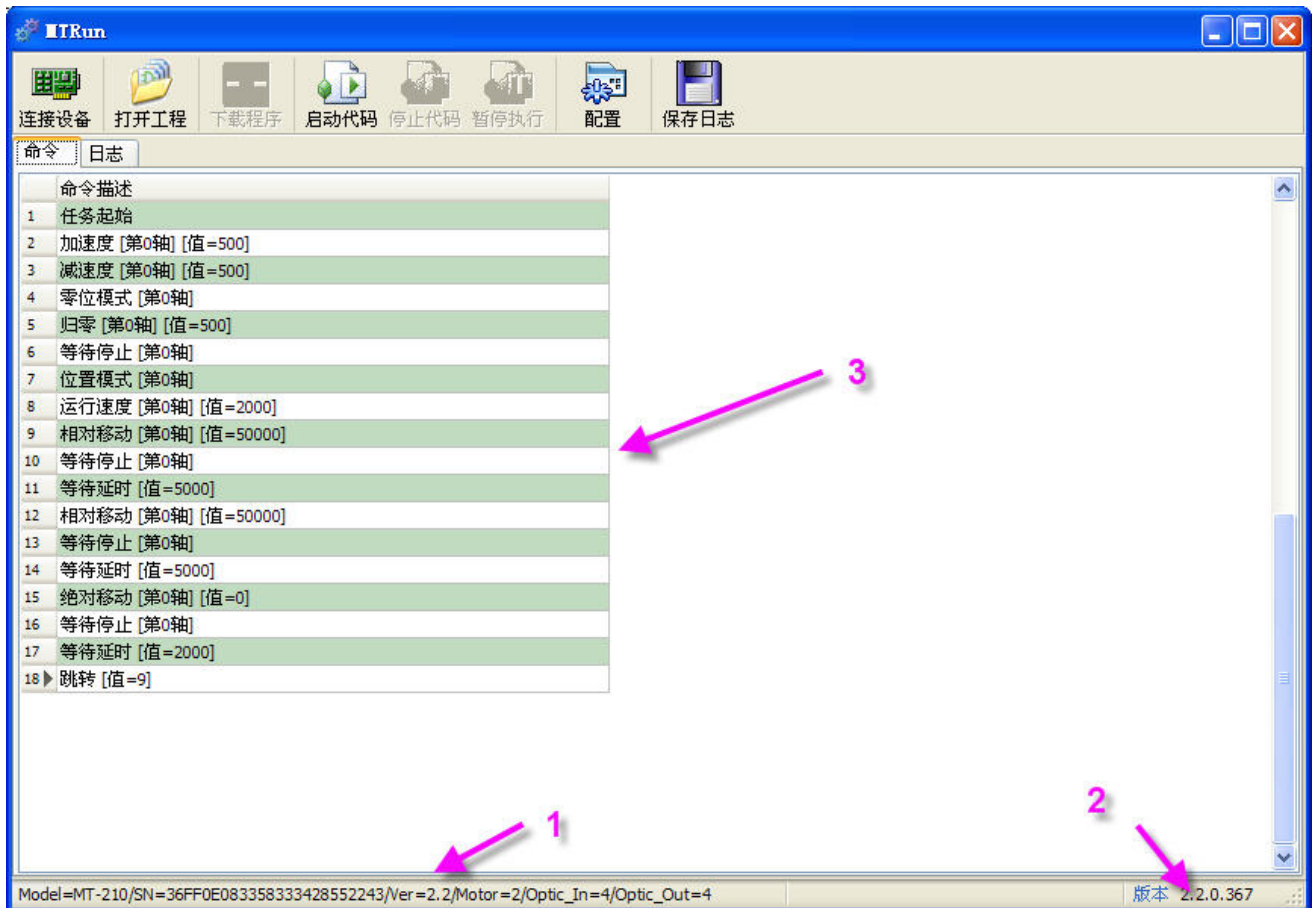 MTRun
连接设备 打开工程 下载程序 启动代码 停止代码 暂停执行 配置 保存日志
命令 日志
命令描述
1 任务起始
2 加速度 [第0轴] [值=500]
3 减速度 [第0轴] [值=500]
4 零位模式 [第0轴]
5 归零 [第0轴] [值=500]
6 等待停止 [第0轴]
7 位置模式 [第0轴]
8 运行速度 [第0轴] [值=2000]
9 相对移动 [第0轴] [值=50000]
10 等待停止 [第0轴]
11 等待延时 [值=5000]
12 相对移动 [第0轴] [值=50000]
13 等待停止 [第0轴]
14 等待延时 [值=5000]
15 绝对移动 [第0轴] [值=0]
16 等待停止 [第0轴]
17 等待延时 [值=2000]
18 跳转 [值=9]
3
1
2
Model=MT-210/SN=36FF0E083358333428552243/Ver=2.2/Motor=2/Optic_In=4/Optic_Out=4 版本 2.2.0.367